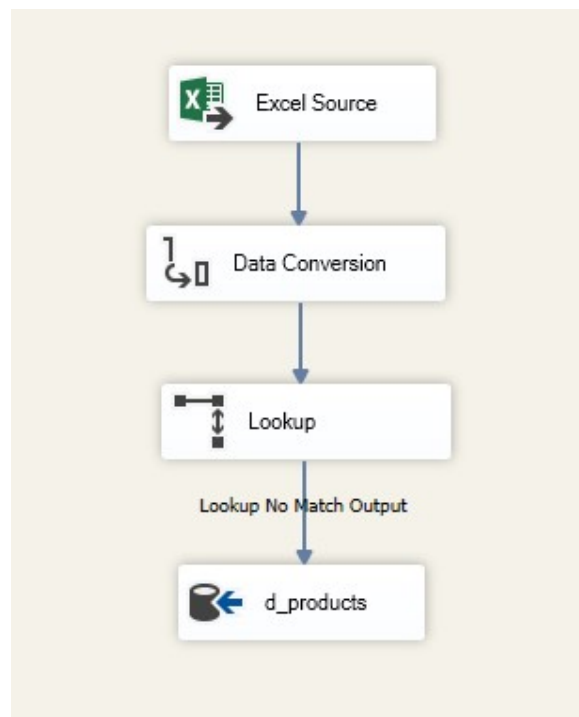 Excel Source
Data Conversion
Lookup
Lookup No Match Output
d_products